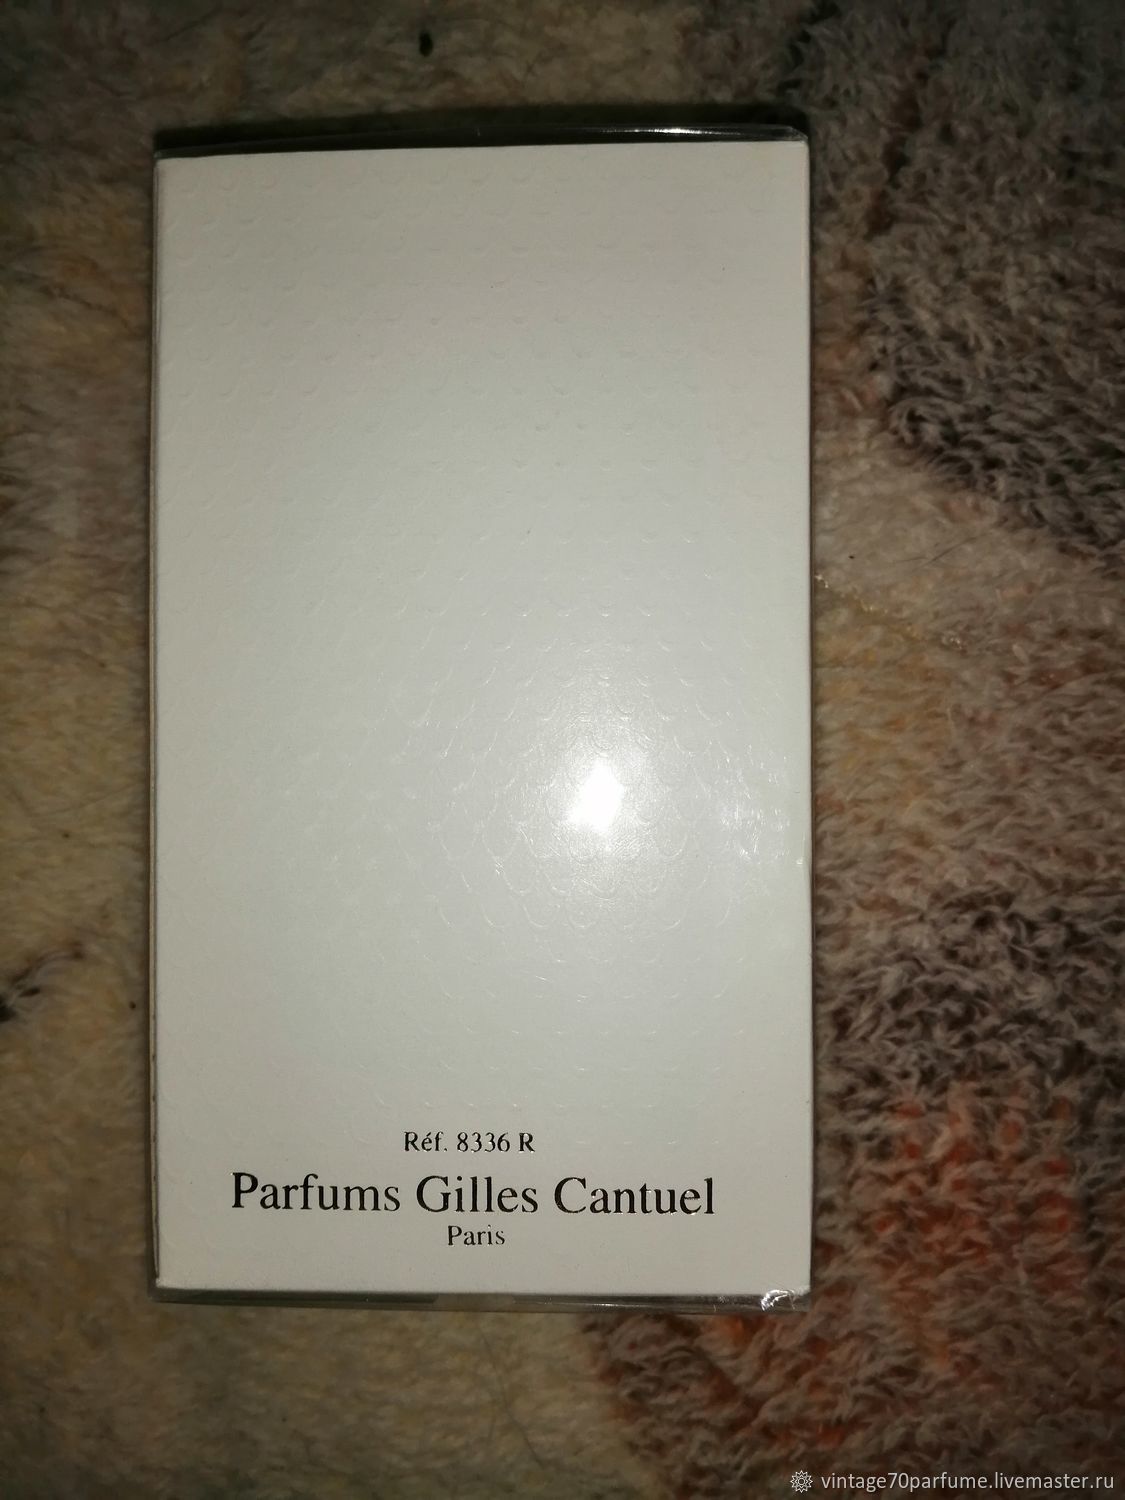 Réf. 8336 R
Parfums Gilles Cantuel
Paris
vintage70parfume.livemaster.ru